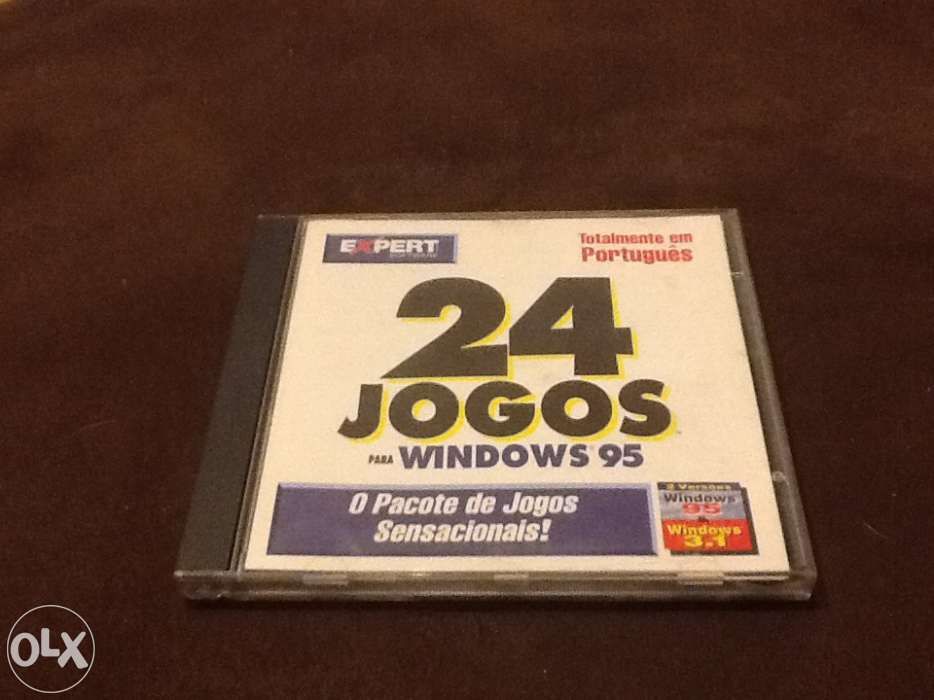 EXPERT
SOFTWARE
Totalmente em
Português
24
JOGOS
PARA WINDOWS 95
O Pacote de Jogos
Sensacionais!
2 Versões
Windows
95
&
Windows
3.1
OLX